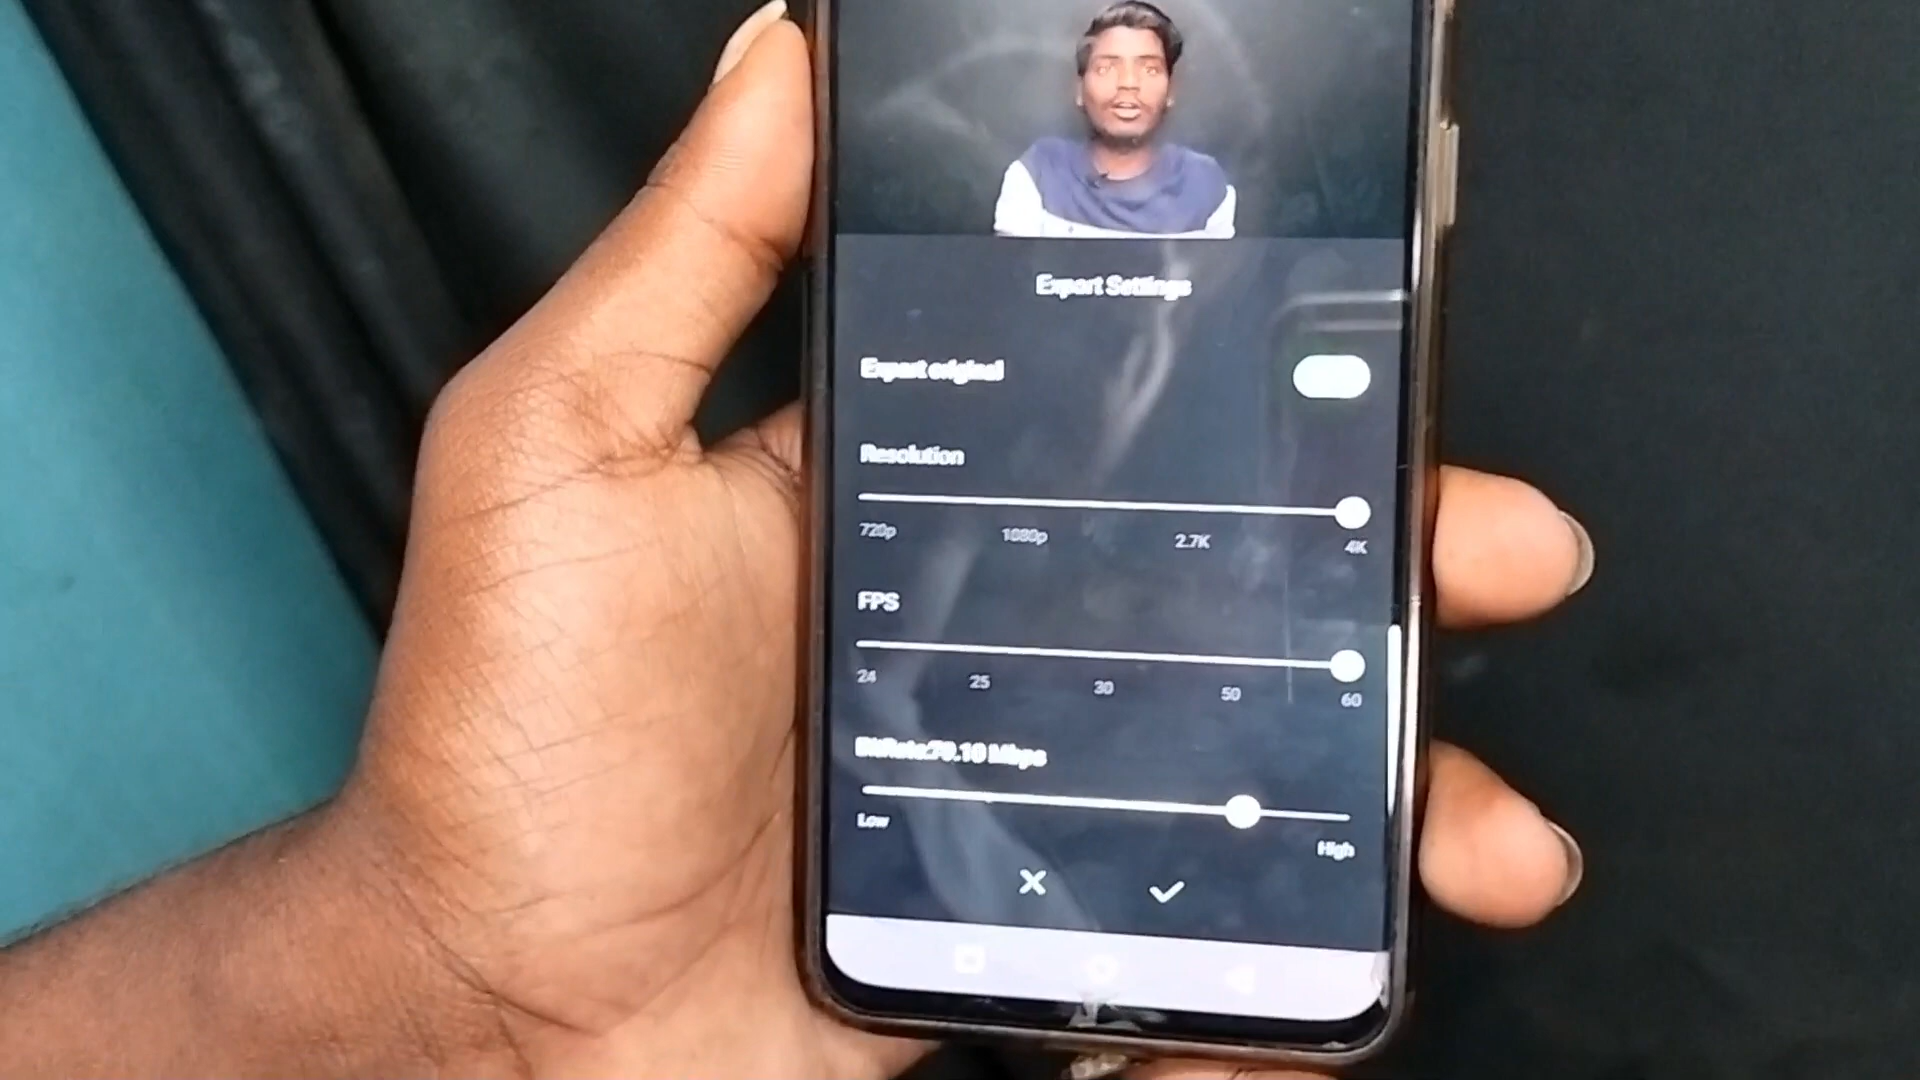 Export Settings
Export original
Resolution
720p 1080p 2.7K 4K
FPS
24 25 30 50 60
BitRate:79.10 Mbps
Low High